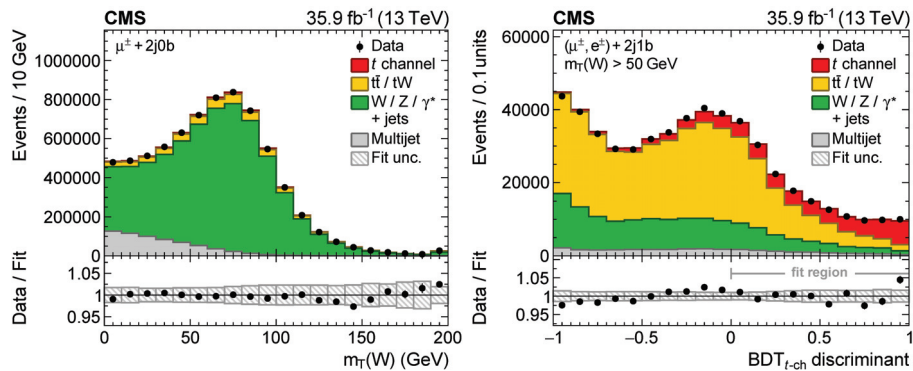 CMS 35.9 fb⁻¹ (13 TeV)
μ± + 2j0b
Data
t channel
tt̄ / tW
W / Z / γ*
+ jets
Multijet
Fit unc.
Events / 10 GeV
1000000
800000
600000
400000
200000
0
Data / Fit
1.05
1
0.95
0 50 100 150 200
m_T(W) (GeV)
CMS 35.9 fb⁻¹ (13 TeV)
(μ±, e±) + 2j1b
m_T(W) > 50 GeV
Data
t channel
tt̄ / tW
W / Z / γ*
+ jets
Multijet
Fit unc.
Events / 0.1 units
60000
40000
20000
0
fit region
Data / Fit
1.05
1
0.95
−1 −0.5 0 0.5 1
BDT_t-ch discriminant